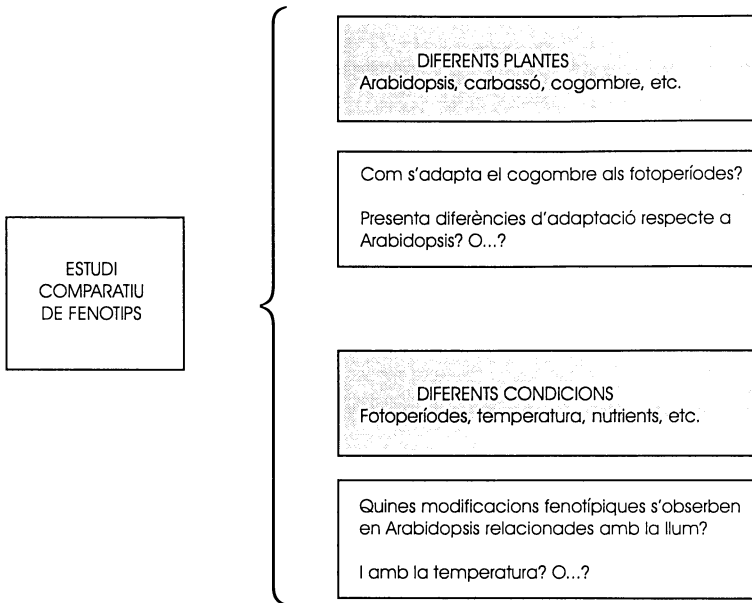 ESTUDI
COMPARATIU
DE FENOTIPS
DIFERENTS PLANTES
Arabidopsis, carbassó, cogombre, etc.
Com s'adapta el cogombre als fotoperíodes?
Presenta diferències d'adaptació respecte a
Arabidopsis? O...?
DIFERENTS CONDICIONS
Fotoperíodes, temperatura, nutrients, etc.
Quines modificacions fenotípiques s'obserben
en Arabidopsis relacionades amb la llum?
I amb la temperatura? O...?